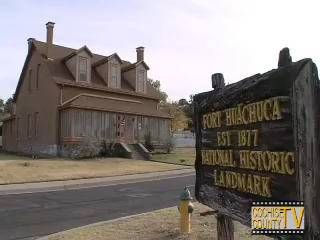 FORT HUACHUCA
EST. 1877
NATIONAL HISTORIC
LANDMARK
COCHISE
COUNTY TV